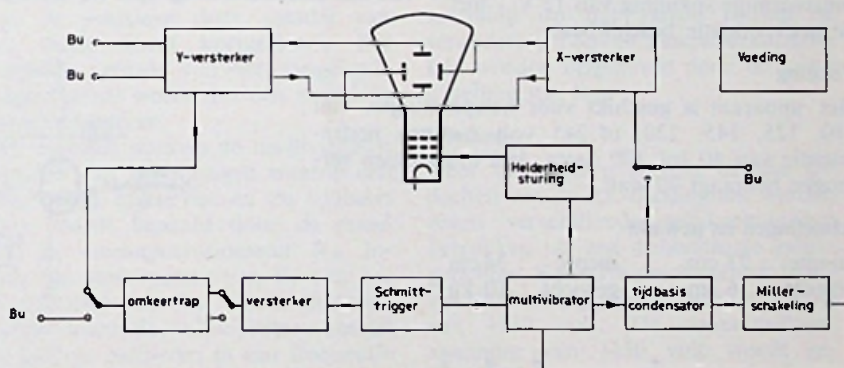 Bu
Bu
Y-versterker
X-versterker
Voeding
Helderheid-
sturing
Bu
Bu
omkeertrap
versterker
Schmitt-
trigger
multivibrator
tijdbasis
condensator
Miller-
schakeling